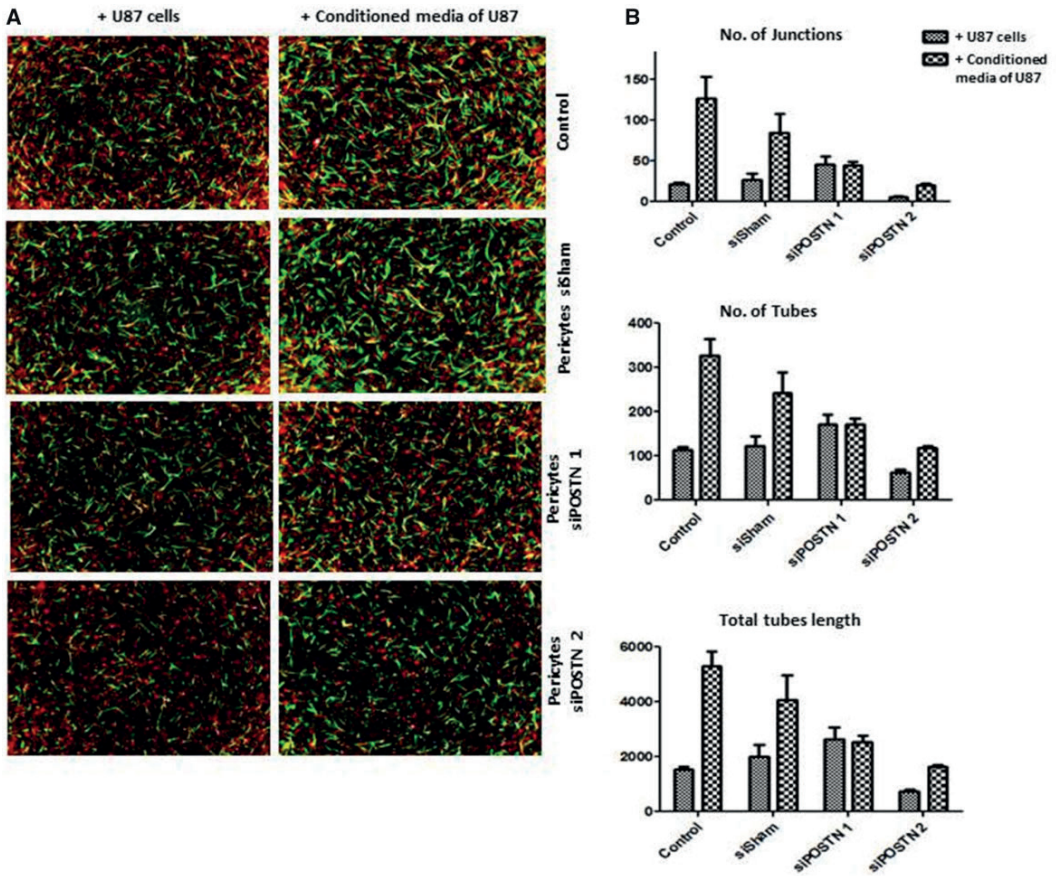 A
+ U87 cells
+ Conditioned media of U87
Control
Pericytes siSham
Pericytes
siPOSTN 1
Pericytes
siPOSTN 2
B
+ U87 cells
+ Conditioned
media of U87
No. of Junctions
150
100
50
0
Control
siSham
siPOSTN 1
siPOSTN 2
No. of Tubes
400
300
200
100
0
Control
siSham
siPOSTN 1
siPOSTN 2
Total tubes length
6000
4000
2000
0
Control
siSham
siPOSTN 1
siPOSTN 2